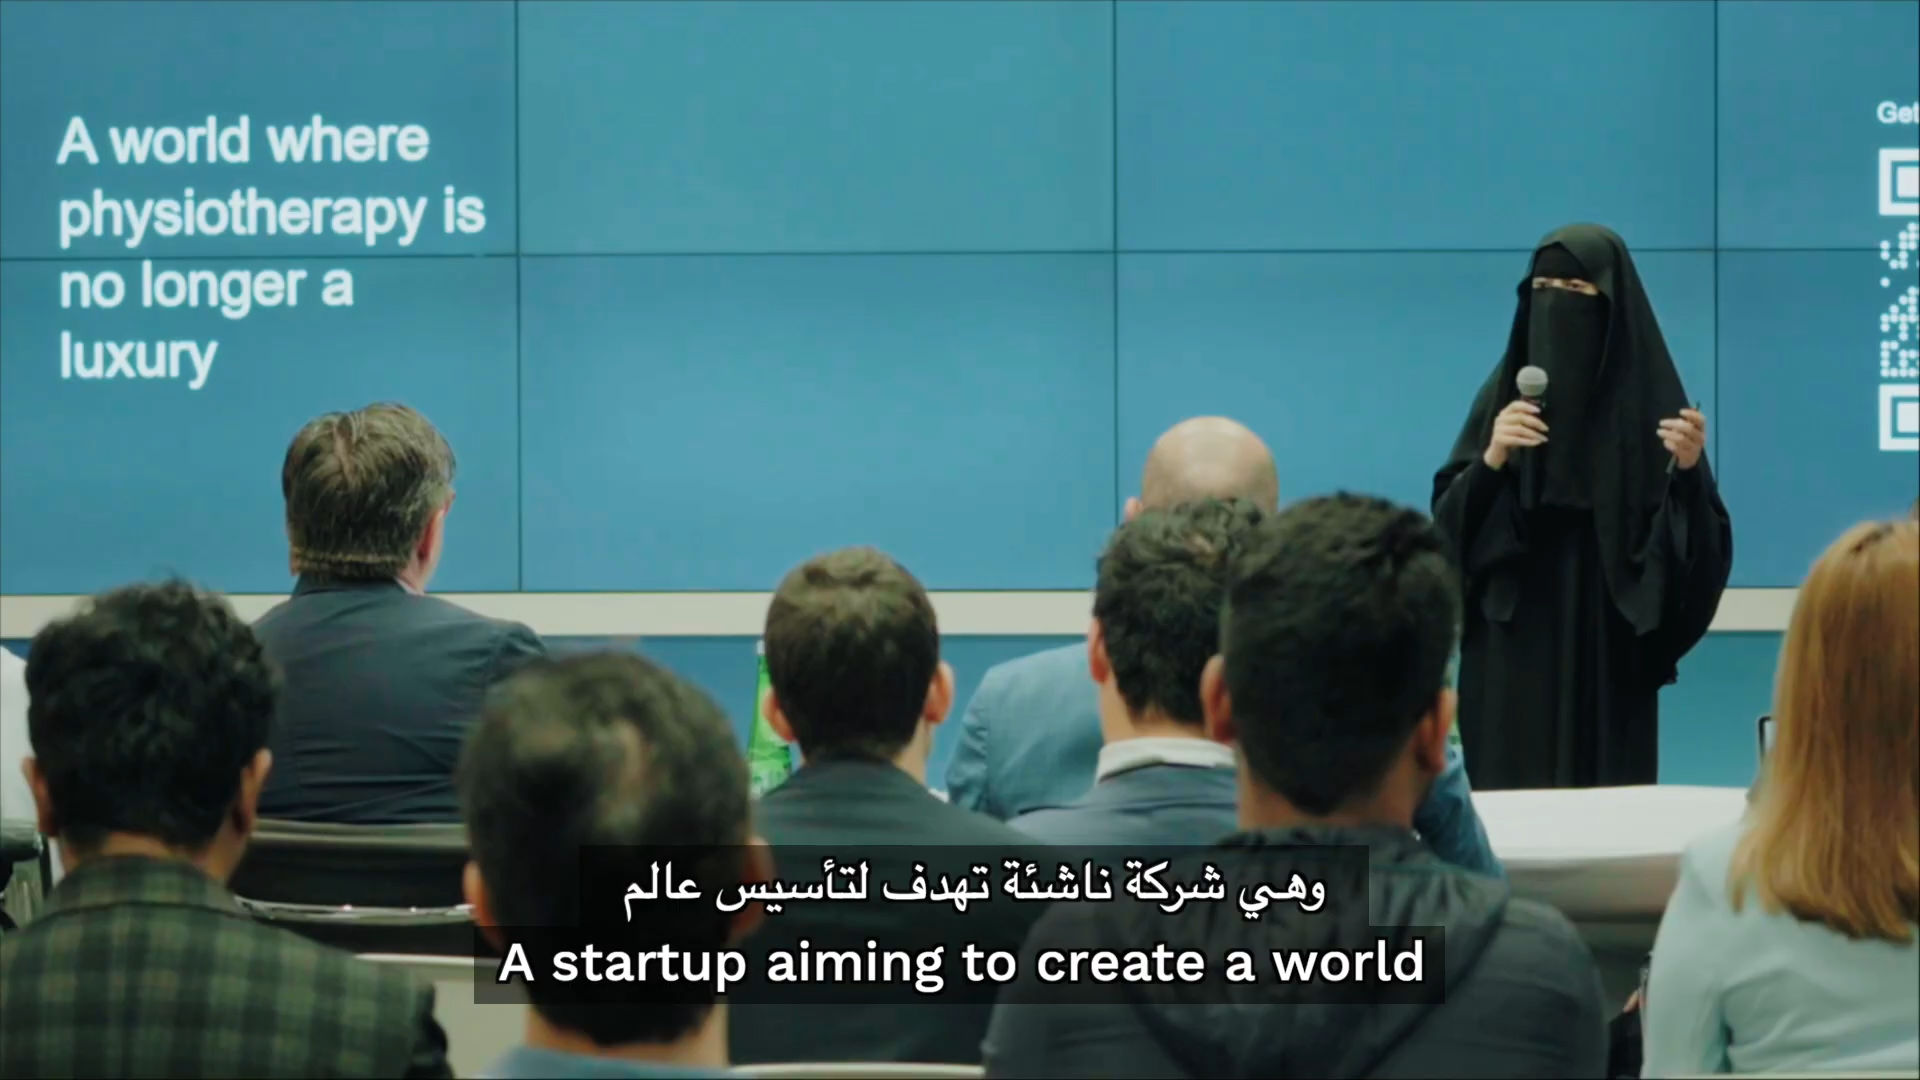 A world where
physiotherapy is
no longer a
luxury
Get
وهي شركة ناشئة تهدف لتأسيس عالم
A startup aiming to create a world